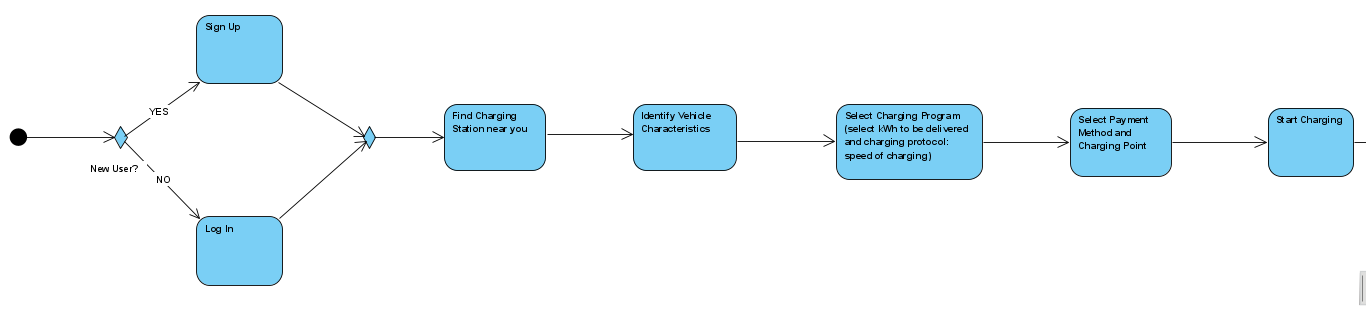 Sign Up
YES
New User?
NO
Log In
Find Charging
Station near you
Identify Vehicle
Characteristics
Select Charging Program
(select kWh to be delivered
and charging protocol:
speed of charging)
Select Payment
Method and
Charging Point
Start Charging